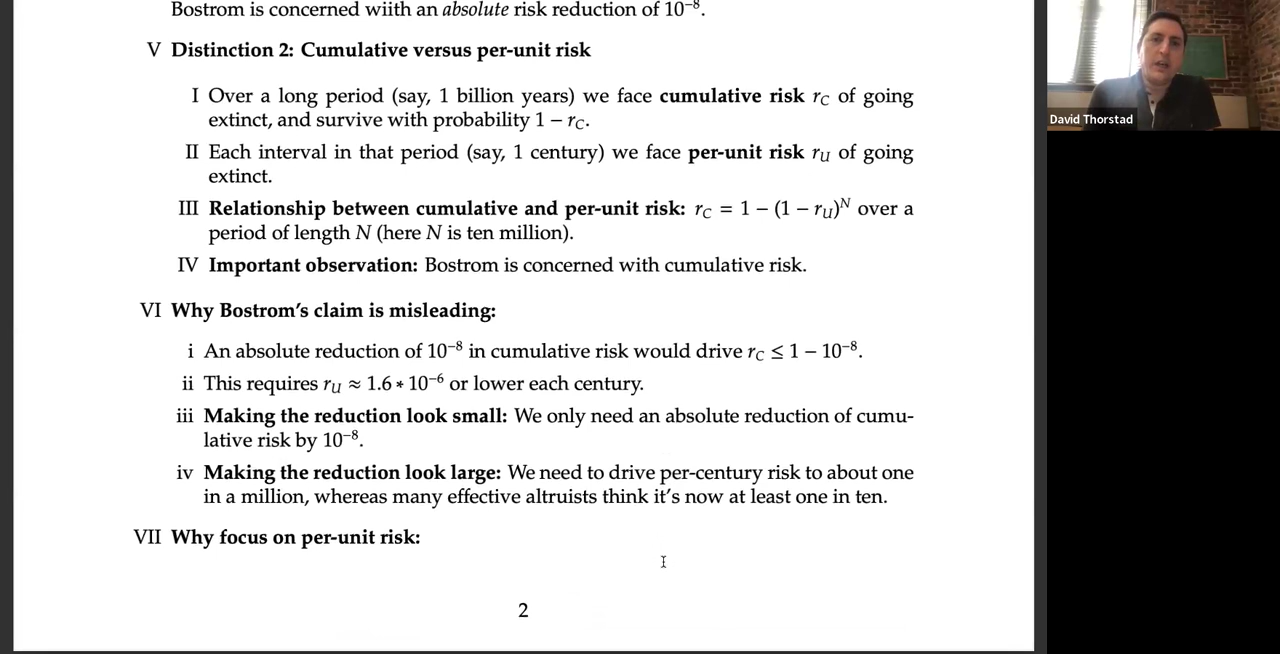 Bostrom is concerned wiith an absolute risk reduction of 10⁻⁸.
V Distinction 2: Cumulative versus per-unit risk
I Over a long period (say, 1 billion years) we face cumulative risk r_C of going
extinct, and survive with probability 1 − r_C.
II Each interval in that period (say, 1 century) we face per-unit risk r_U of going
extinct.
III Relationship between cumulative and per-unit risk: r_C = 1 − (1 − r_U)^N over a
period of length N (here N is ten million).
IV Important observation: Bostrom is concerned with cumulative risk.
VI Why Bostrom's claim is misleading:
i An absolute reduction of 10⁻⁸ in cumulative risk would drive r_C ≤ 1 − 10⁻⁸.
ii This requires r_U ≈ 1.6 * 10⁻⁶ or lower each century.
iii Making the reduction look small: We only need an absolute reduction of cumu-
lative risk by 10⁻⁸.
iv Making the reduction look large: We need to drive per-century risk to about one
in a million, whereas many effective altruists think it's now at least one in ten.
VII Why focus on per-unit risk:
2
David Thorstad